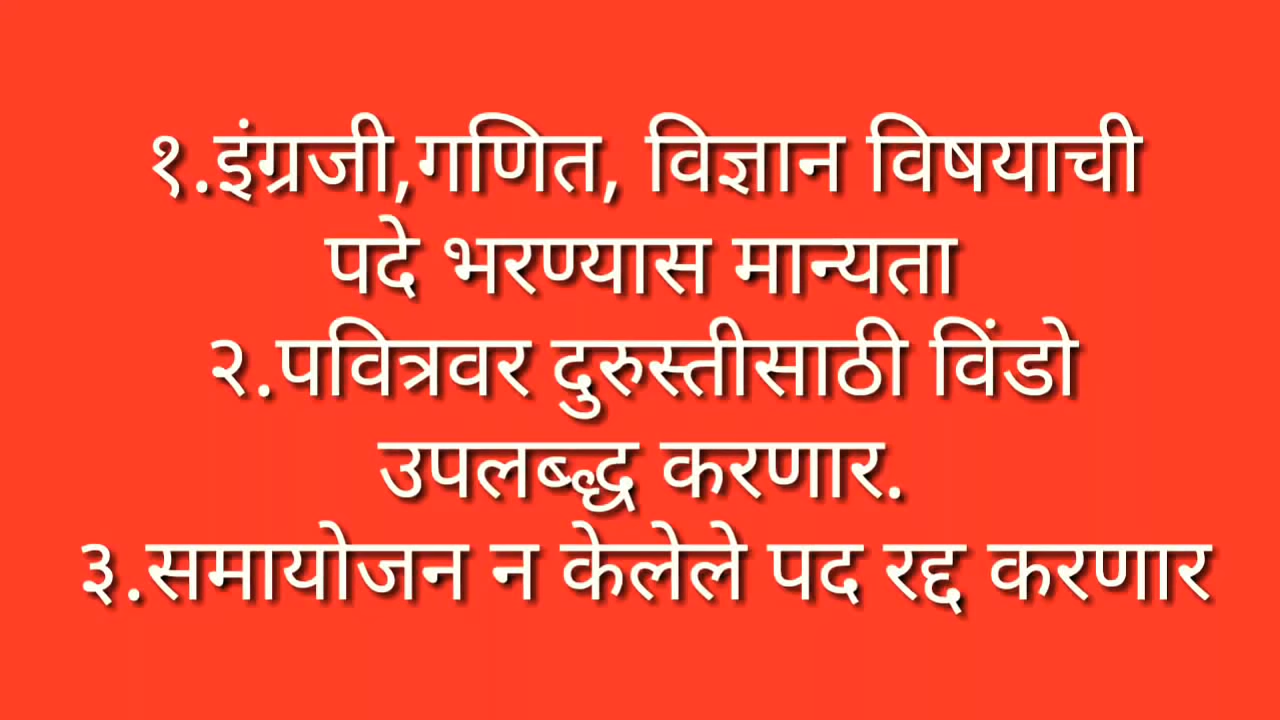 १.इंग्रजी,गणित, विज्ञान विषयाची
पदे भरण्यास मान्यता
२.पवित्रवर दुरुस्तीसाठी विंडो
उपलब्द्ध करणार.
३.समायोजन न केलेले पद रद्द करणार